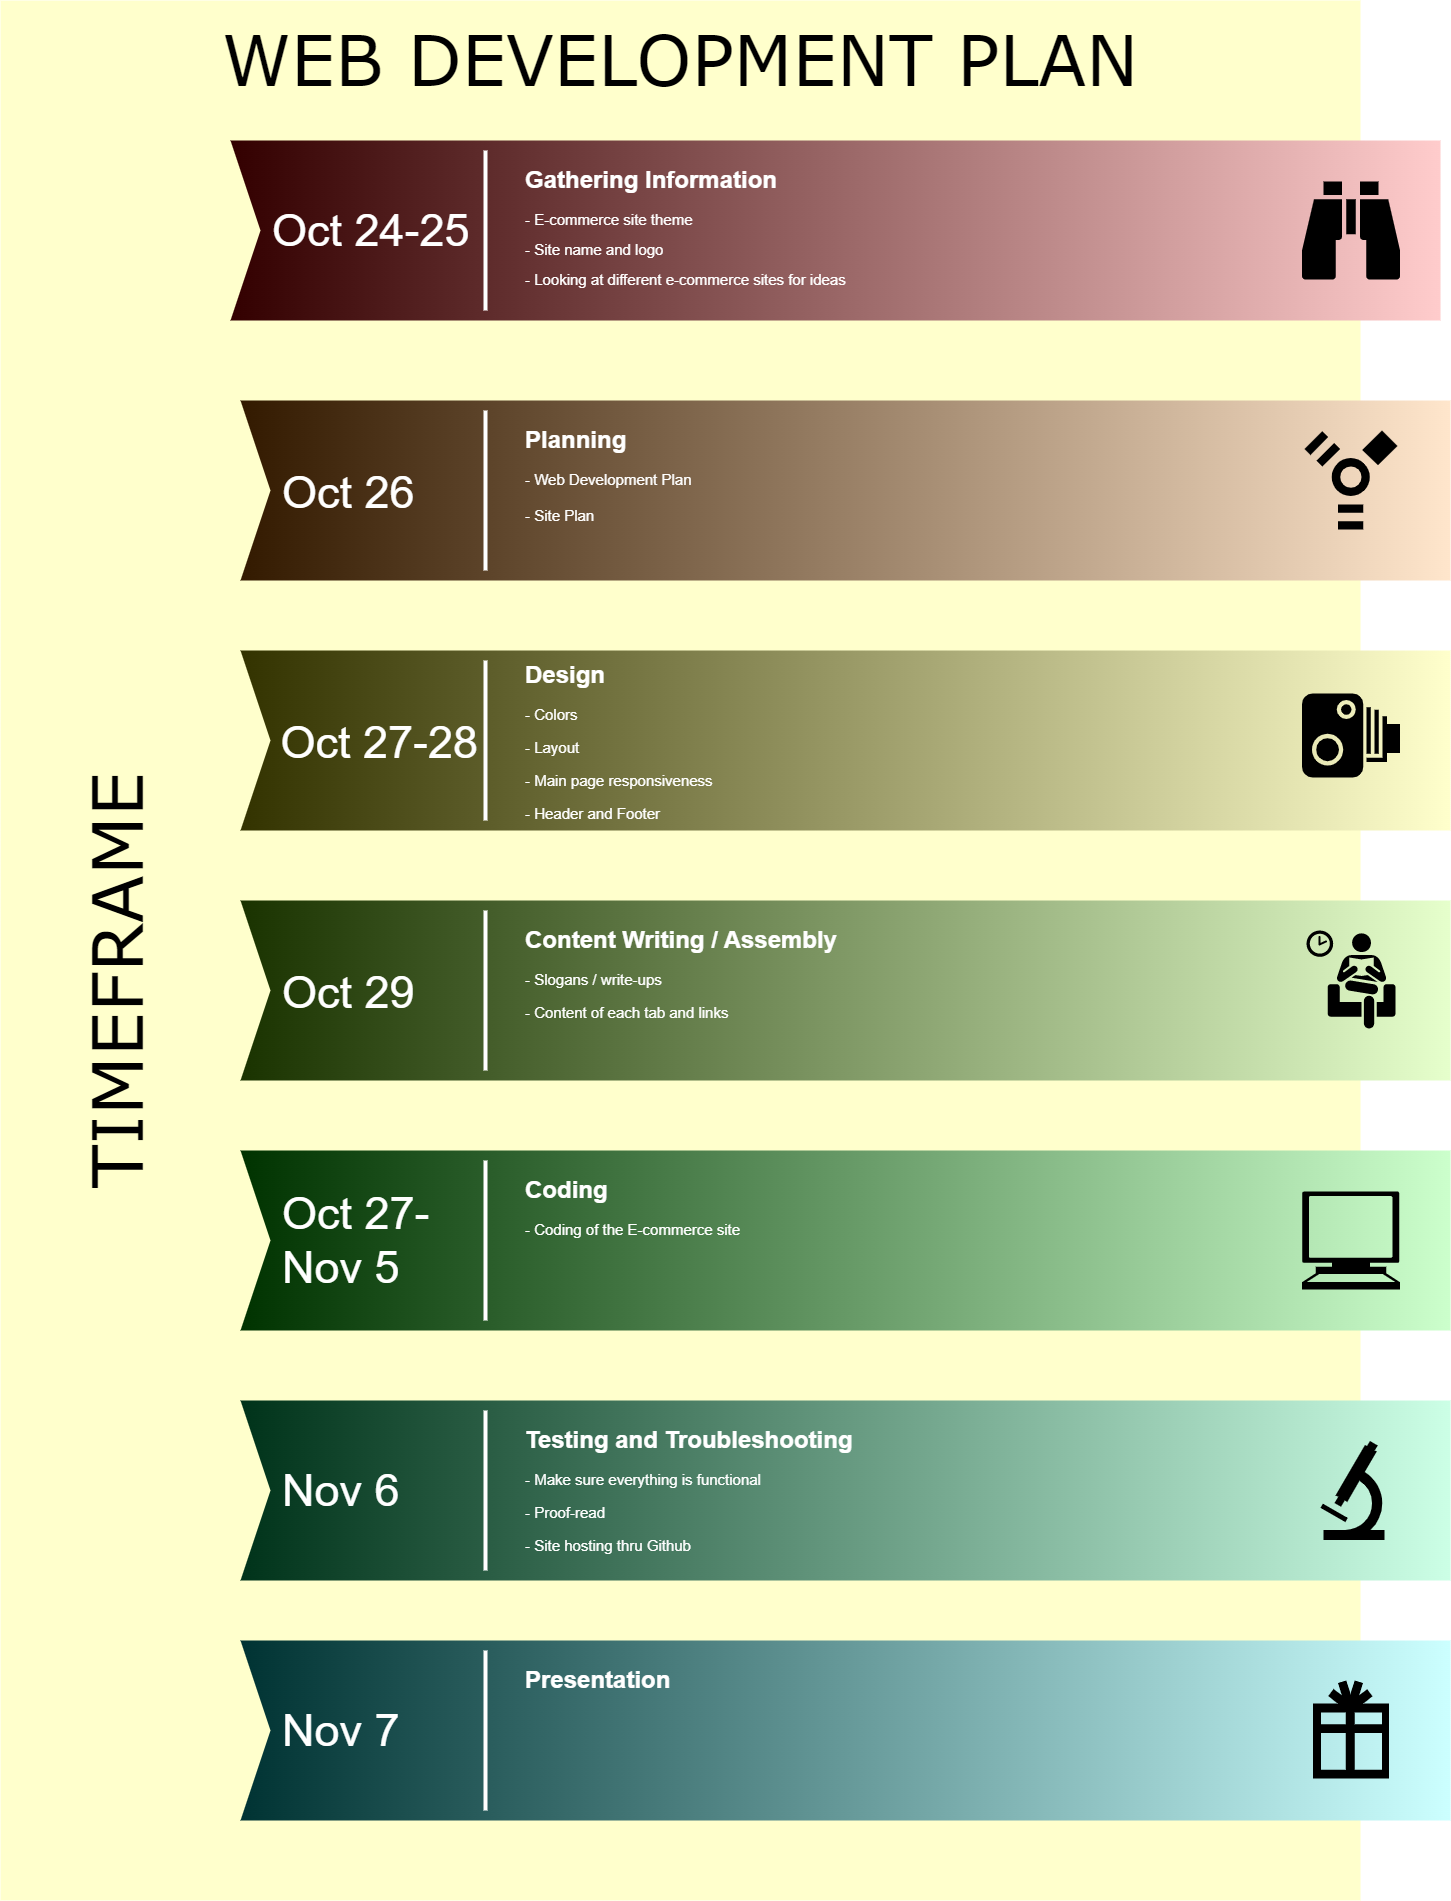 WEB DEVELOPMENT PLAN
TIMEFRAME
Oct 24-25
Gathering Information
- E-commerce site theme
- Site name and logo
- Looking at different e-commerce sites for ideas
Oct 26
Planning
- Web Development Plan
- Site Plan
Oct 27-28
Design
- Colors
- Layout
- Main page responsiveness
- Header and Footer
Oct 29
Content Writing / Assembly
- Slogans / write-ups
- Content of each tab and links
Oct 27-
Nov 5
Coding
- Coding of the E-commerce site
Nov 6
Testing and Troubleshooting
- Make sure everything is functional
- Proof-read
- Site hosting thru Github
Nov 7
Presentation